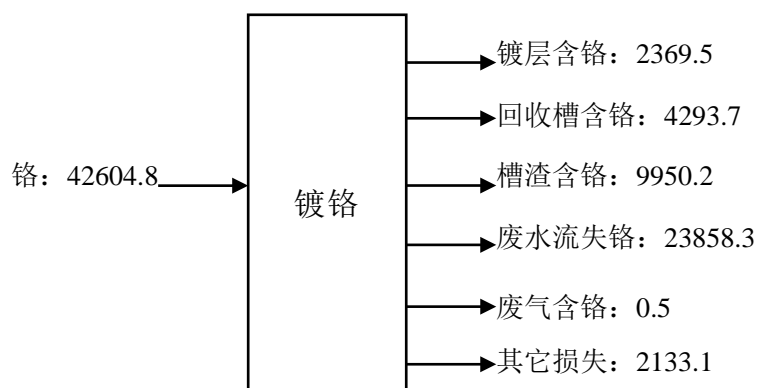 镀层含铬：2369.5
回收槽含铬：4293.7
铬：42604.8
槽渣含铬：9950.2
镀铬
废水流失铬：23858.3
废气含铬：0.5
其它损失：2133.1